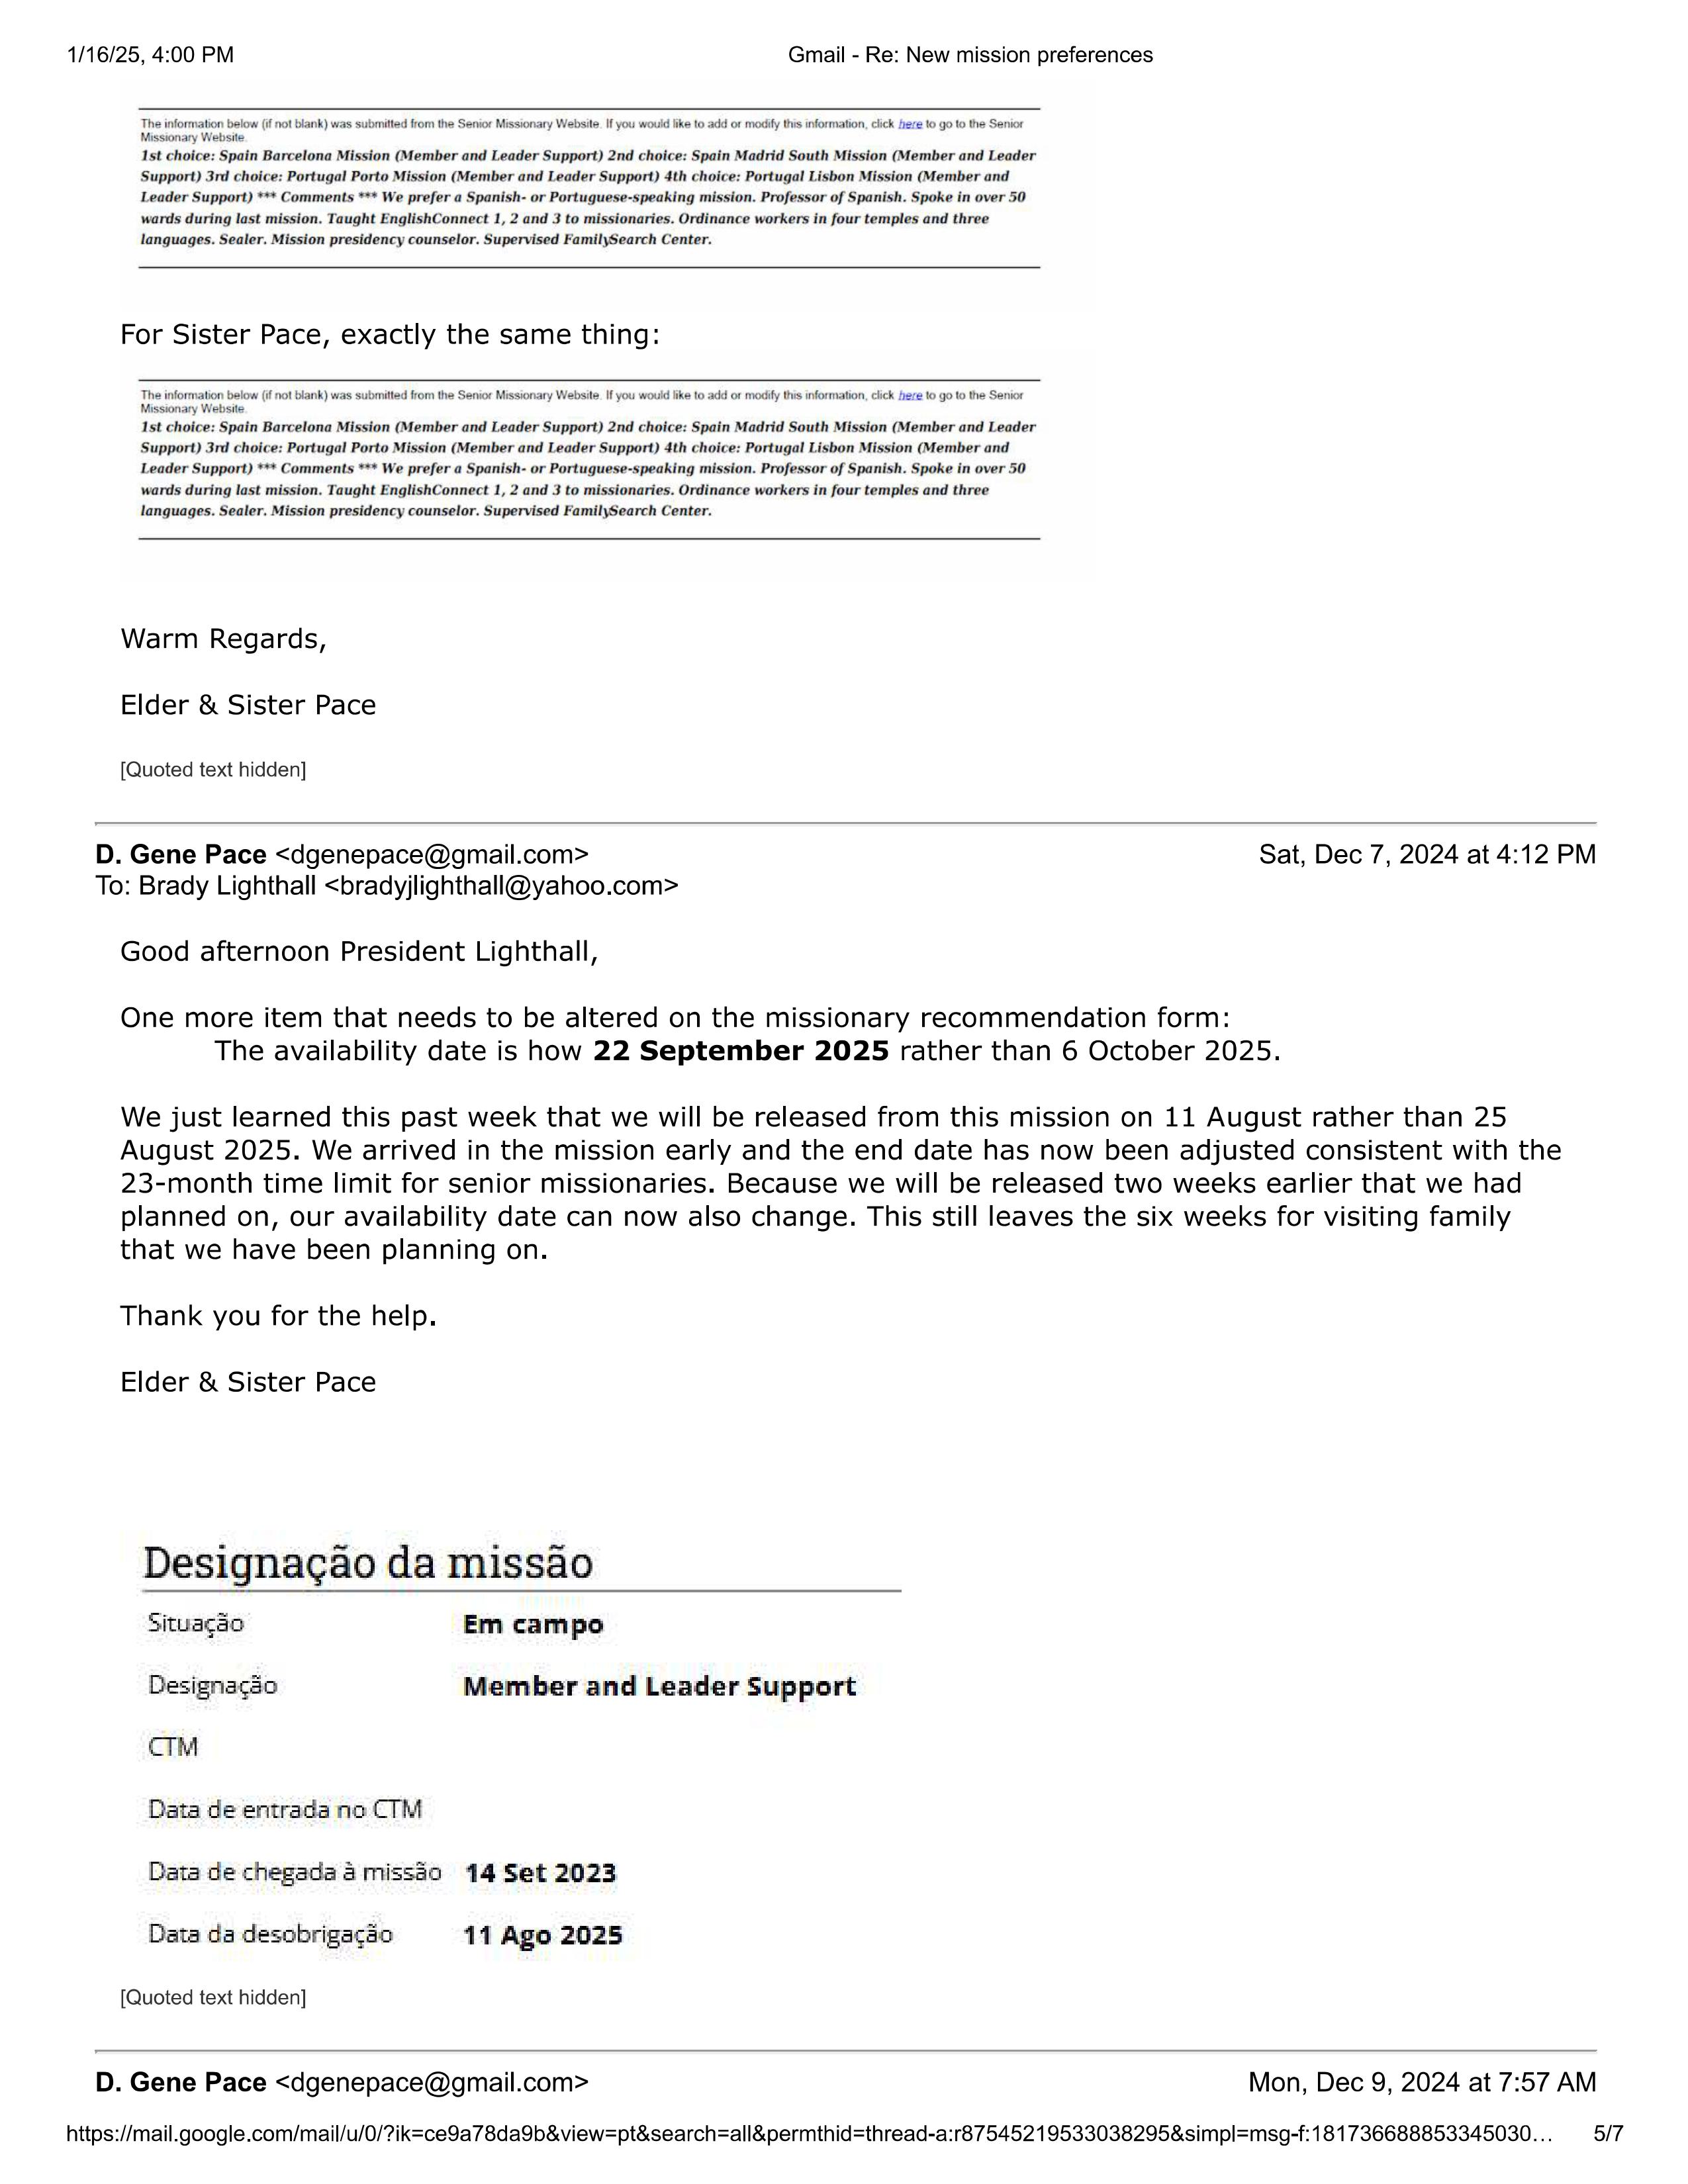 1/16/25, 4:00 PM
Gmail - Re: New mission preferences
The information below (if not blank) was submitted from the Senior Missionary Website. If you would like to add or modify this information, click here to go to the Senior
Missionary Website.
1st choice: Spain Barcelona Mission (Member and Leader Support) 2nd choice: Spain Madrid South Mission (Member and Leader
Support) 3rd choice: Portugal Porto Mission (Member and Leader Support) 4th choice: Portugal Lisbon Mission (Member and
Leader Support) *** Comments *** We prefer a Spanish- or Portuguese-speaking mission. Professor of Spanish. Spoke in over 50
wards during last mission. Taught EnglishConnect 1, 2 and 3 to missionaries. Ordinance workers in four temples and three
languages. Sealer. Mission presidency counselor. Supervised FamilySearch Center.
For Sister Pace, exactly the same thing:
The information below (if not blank) was submitted from the Senior Missionary Website. If you would like to add or modify this information, click here to go to the Senior
Missionary Website.
1st choice: Spain Barcelona Mission (Member and Leader Support) 2nd choice: Spain Madrid South Mission (Member and Leader
Support) 3rd choice: Portugal Porto Mission (Member and Leader Support) 4th choice: Portugal Lisbon Mission (Member and
Leader Support) *** Comments *** We prefer a Spanish- or Portuguese-speaking mission. Professor of Spanish. Spoke in over 50
wards during last mission. Taught EnglishConnect 1, 2 and 3 to missionaries. Ordinance workers in four temples and three
languages. Sealer. Mission presidency counselor. Supervised FamilySearch Center.
Warm Regards,
Elder & Sister Pace
[Quoted text hidden]
D. Gene Pace <dgenepace@gmail.com>
Sat, Dec 7, 2024 at 4:12 PM
To: Brady Lighthall <bradyjlighthall@yahoo.com>
Good afternoon President Lighthall,
One more item that needs to be altered on the missionary recommendation form:
The availability date is how 22 September 2025 rather than 6 October 2025.
We just learned this past week that we will be released from this mission on 11 August rather than 25
August 2025. We arrived in the mission early and the end date has now been adjusted consistent with the
23-month time limit for senior missionaries. Because we will be released two weeks earlier that we had
planned on, our availability date can now also change. This still leaves the six weeks for visiting family
that we have been planning on.
Thank you for the help.
Elder & Sister Pace
Designação da missão
Situação Em campo
Designação Member and Leader Support
CTM
Data de entrada no CTM
Data de chegada à missão 14 Set 2023
Data da desobrigação 11 Ago 2025
[Quoted text hidden]
D. Gene Pace <dgenepace@gmail.com>
Mon, Dec 9, 2024 at 7:57 AM
https://mail.google.com/mail/u/0/?ik=ce9a78da9b&view=pt&search=all&permthid=thread-a:r87545219533038295&simpl=msg-f:181736688853345030… 5/7